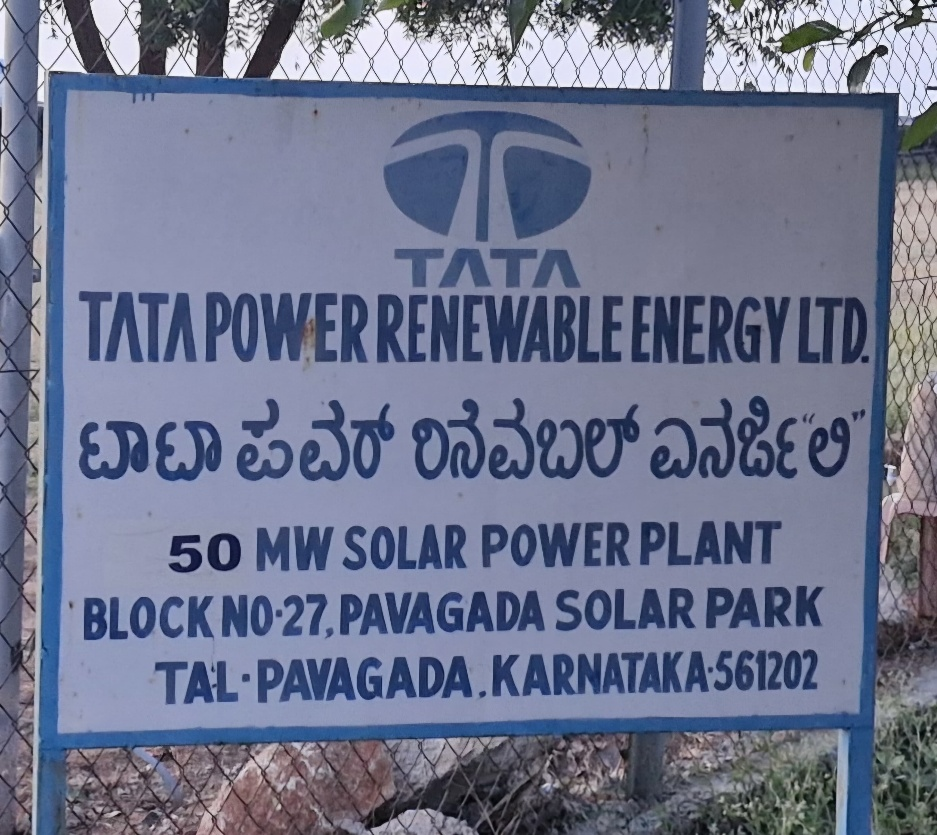 TATA
TATA POWER RENEWABLE ENERGY LTD.
ಟಾಟಾ ಪವರ್ ರಿನೆವಬಲ್ ಎನರ್ಜಿ “ಲಿ”
50 MW SOLAR POWER PLANT
BLOCK NO·27, PAVAGADA SOLAR PARK
TAL·PAVAGADA, KARNATAKA·561202